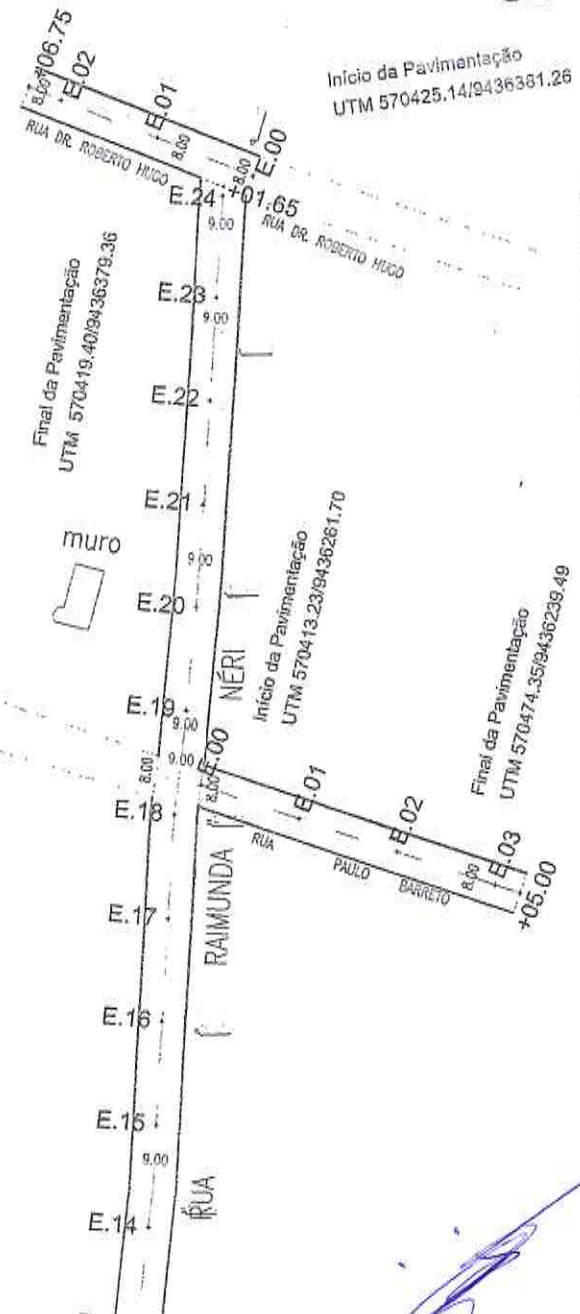 +06.75
8.00
E.02
E.01
8.00
8.00
E.00
Início da Pavimentação
UTM 570425.14/9436381.26
RUA DR. ROBERTO HUGO
E.24
+01.65
RUA DR. ROBERTO HUGO
9.00
Final da Pavimentação
UTM 570419.40/9436379.36
E.23
9.00
E.22
E.21
muro
9.00
E.20
NÉRI
Início da Pavimentação
UTM 570413.23/9436261.70
E.19
9.00
9.00
8.00
E.00
8.00
E.01
E.02
E.03
8.00
+05.00
Final da Pavimentação
UTM 570474.35/9436239.49
E.18
RUA PAULO BARRETO
RAIMUNDA
E.17
E.16
E.15
9.00
RUA
E.14